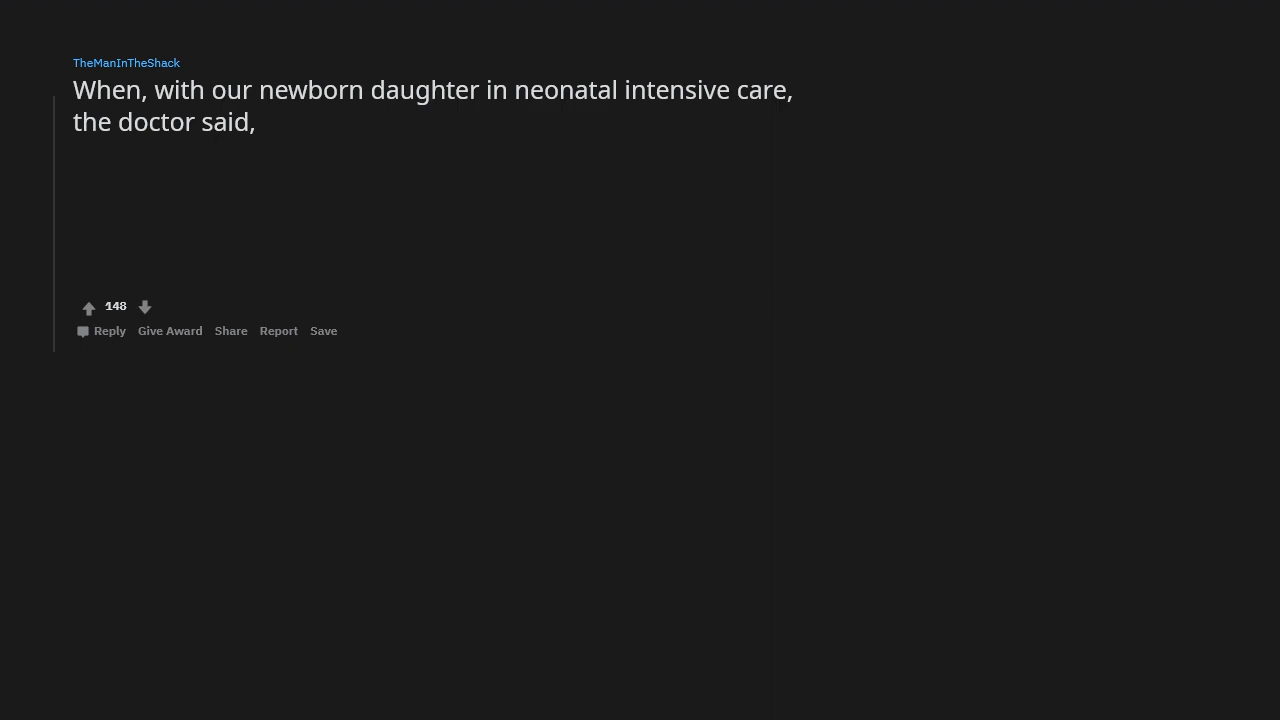 TheManInTheShack
When, with our newborn daughter in neonatal intensive care,
the doctor said,
148
Reply Give Award Share Report Save